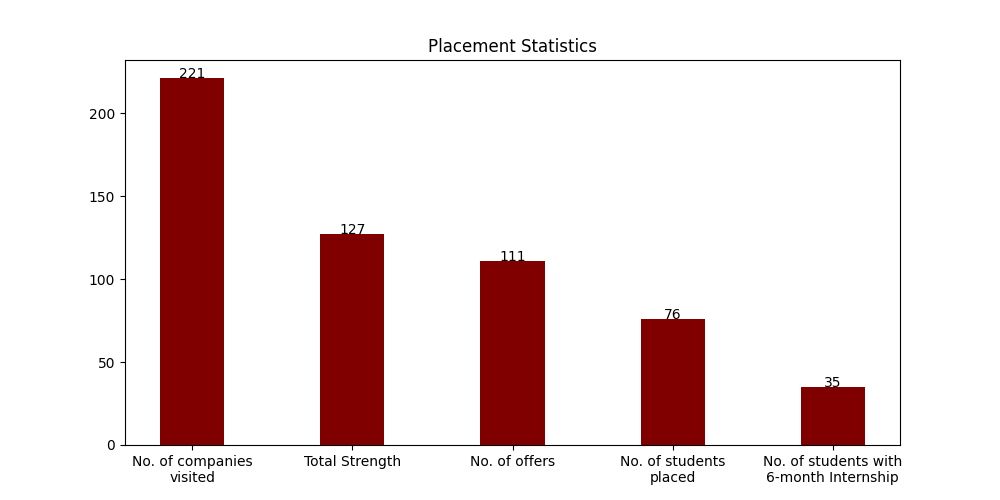 Placement Statistics
221
127
111
76
35
200
150
100
50
0
No. of companies
visited
Total Strength
No. of offers
No. of students
placed
No. of students with
6-month Internship